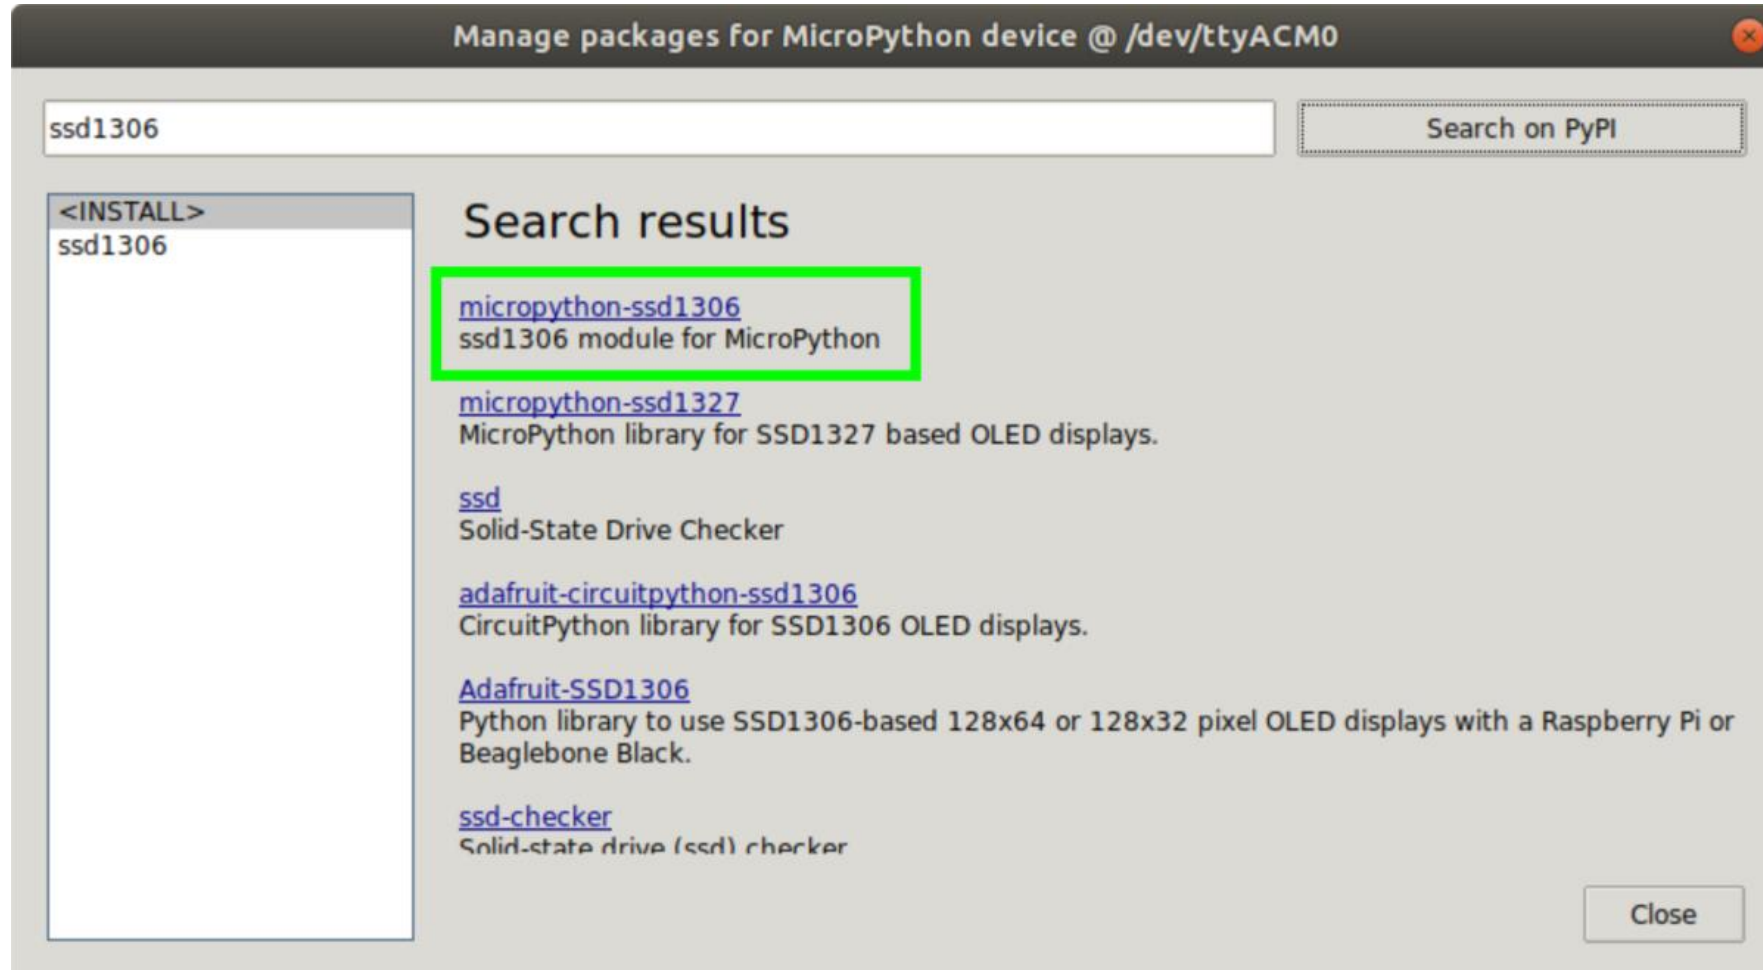 Manage packages for MicroPython device @ /dev/ttyACM0
ssd1306
Search on PyPI
<INSTALL>
ssd1306
Search results
micropython-ssd1306
ssd1306 module for MicroPython
micropython-ssd1327
MicroPython library for SSD1327 based OLED displays.
ssd
Solid-State Drive Checker
adafruit-circuitpython-ssd1306
CircuitPython library for SSD1306 OLED displays.
Adafruit-SSD1306
Python library to use SSD1306-based 128x64 or 128x32 pixel OLED displays with a Raspberry Pi or
Beaglebone Black.
ssd-checker
Solid-state drive (ssd) checker
Close